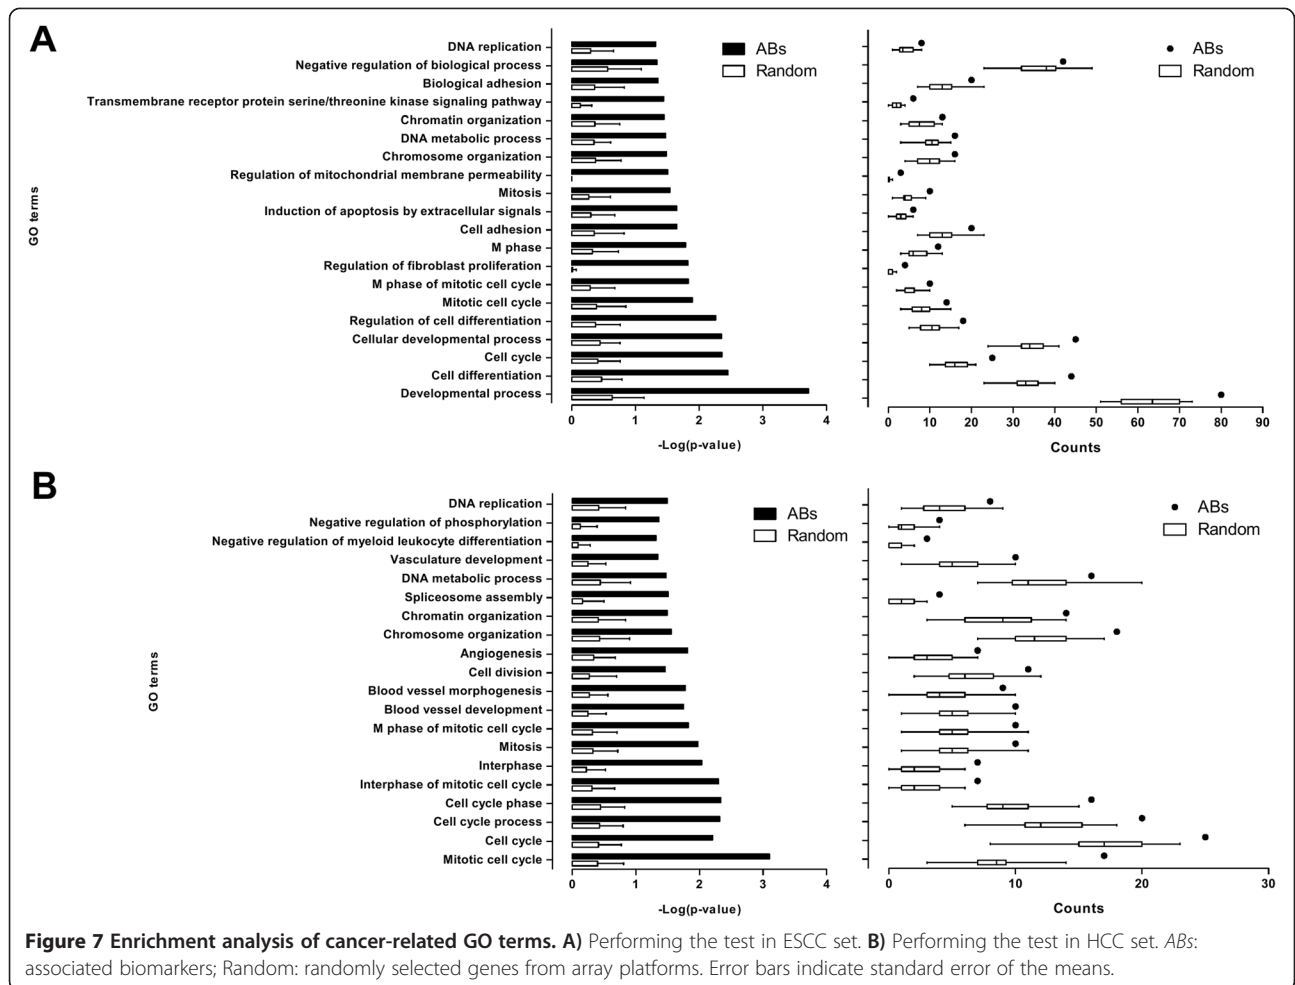 A
GO terms
DNA replication
Negative regulation of biological process
Biological adhesion
Transmembrane receptor protein serine/threonine kinase signaling pathway
Chromatin organization
DNA metabolic process
Chromosome organization
Regulation of mitochondrial membrane permeability
Mitosis
Induction of apoptosis by extracellular signals
Cell adhesion
M phase
Regulation of fibroblast proliferation
M phase of mitotic cell cycle
Mitotic cell cycle
Regulation of cell differentiation
Cellular developmental process
Cell cycle
Cell differentiation
Developmental process
ABs
Random
0 1 2 3 4
-Log(p-value)
ABs
Random
0 10 20 30 40 50 60 70 80 90
Counts
B
GO terms
DNA replication
Negative regulation of phosphorylation
Negative regulation of myeloid leukocyte differentiation
Vasculature development
DNA metabolic process
Spliceosome assembly
Chromatin organization
Chromosome organization
Angiogenesis
Cell division
Blood vessel morphogenesis
Blood vessel development
M phase of mitotic cell cycle
Mitosis
Interphase
Interphase of mitotic cell cycle
Cell cycle phase
Cell cycle process
Cell cycle
Mitotic cell cycle
ABs
Random
0 1 2 3 4
-Log(p-value)
ABs
Random
0 10 20 30
Counts
Figure 7 Enrichment analysis of cancer-related GO terms. A) Performing the test in ESCC set. B) Performing the test in HCC set. ABs:
associated biomarkers; Random: randomly selected genes from array platforms. Error bars indicate standard error of the means.